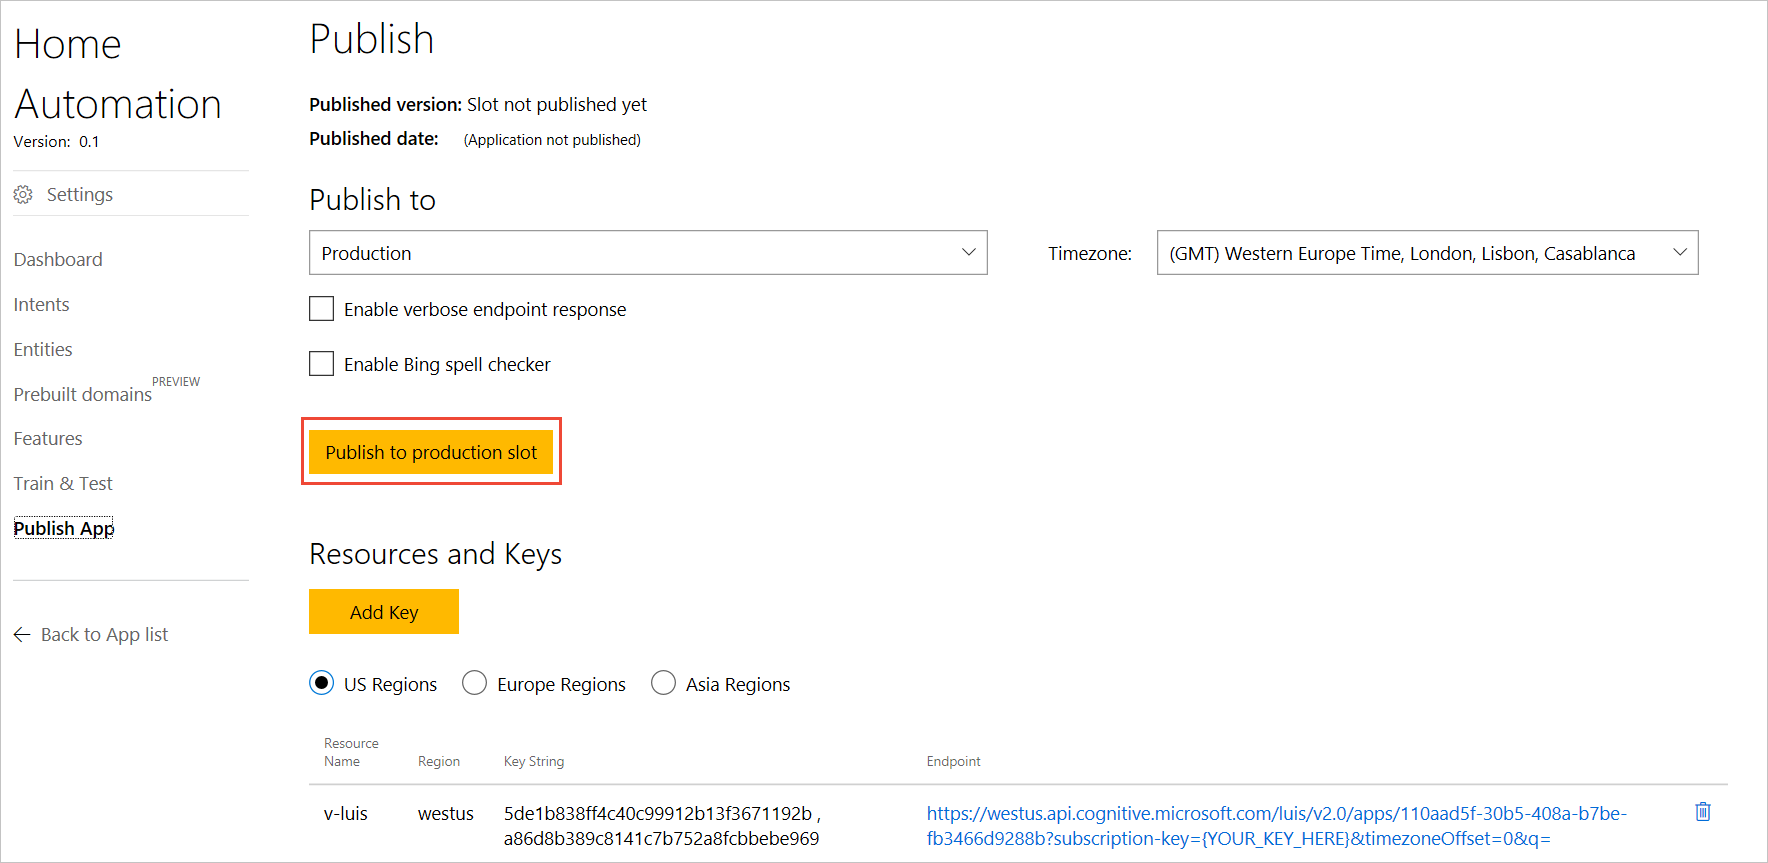 Home
Automation
Version: 0.1
Settings
Dashboard
Intents
Entities
Prebuilt domains PREVIEW
Features
Train & Test
Publish App
Back to App list
Publish
Published version: Slot not published yet
Published date: (Application not published)
Publish to
Production
Timezone: (GMT) Western Europe Time, London, Lisbon, Casablanca
Enable verbose endpoint response
Enable Bing spell checker
Publish to production slot
Resources and Keys
Add Key
US Regions Europe Regions Asia Regions
Resource
Name Region Key String Endpoint
v-luis westus 5de1b838ff4c40c99912b13f3671192b , https://westus.api.cognitive.microsoft.com/luis/v2.0/apps/110aad5f-30b5-408a-b7be-
a86d8b389c8141c7b752a8fcbbebe969 fb3466d9288b?subscription-key={YOUR_KEY_HERE}&timezoneOffset=0&q=